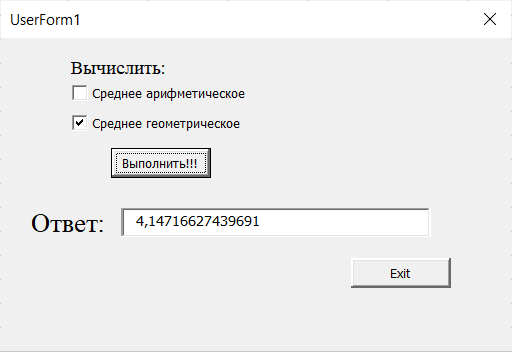 UserForm1
Вычислить:
Среднее арифметическое
Среднее геометрическое
Выполнить!!!
Ответ: 4,14716627439691
Exit